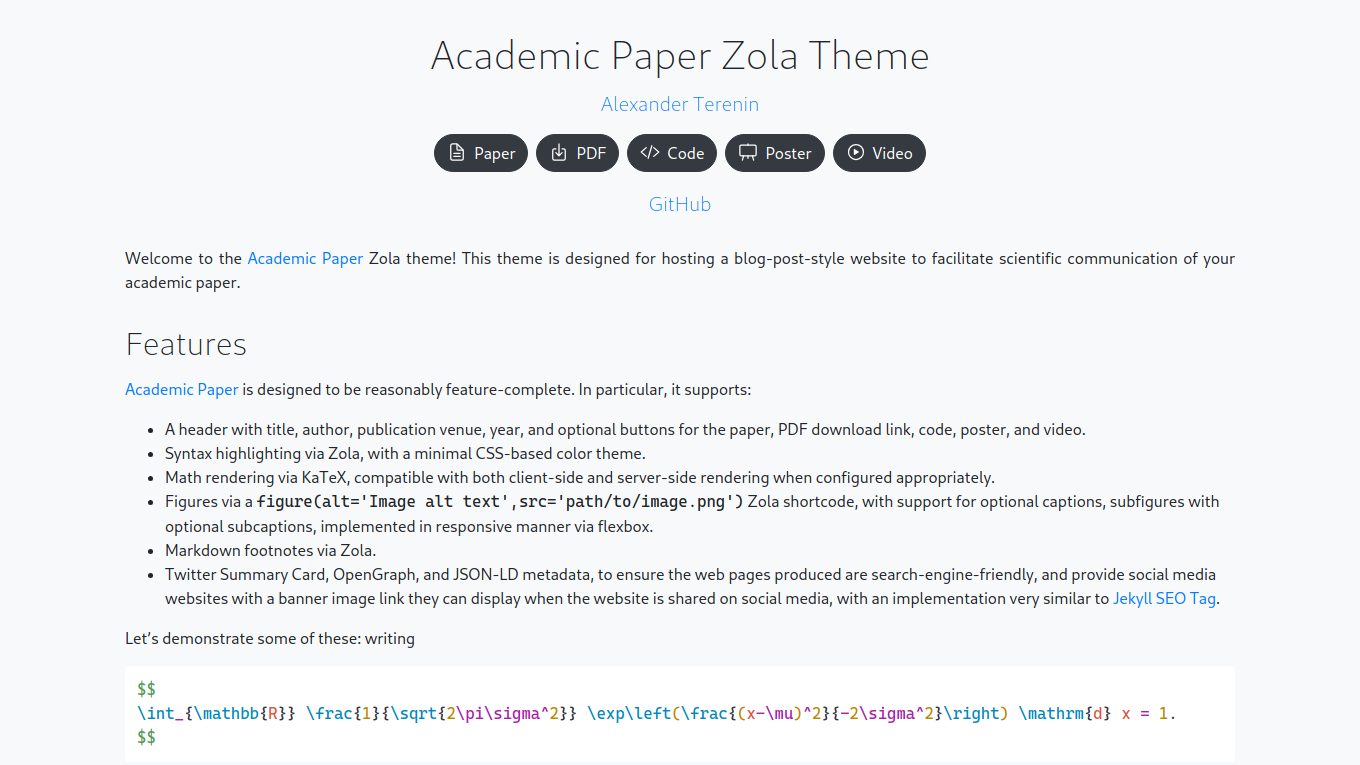 Academic Paper Zola Theme
Alexander Terenin
Paper PDF Code Poster Video
GitHub
Welcome to the Academic Paper Zola theme! This theme is designed for hosting a blog-post-style website to facilitate scientific communication of your
academic paper.
Features
Academic Paper is designed to be reasonably feature-complete. In particular, it supports:
• A header with title, author, publication venue, year, and optional buttons for the paper, PDF download link, code, poster, and video.
• Syntax highlighting via Zola, with a minimal CSS-based color theme.
• Math rendering via KaTeX, compatible with both client-side and server-side rendering when configured appropriately.
• Figures via a figure(alt='Image alt text',src='path/to/image.png') Zola shortcode, with support for optional captions, subfigures with
optional subcaptions, implemented in responsive manner via flexbox.
• Markdown footnotes via Zola.
• Twitter Summary Card, OpenGraph, and JSON-LD metadata, to ensure the web pages produced are search-engine-friendly, and provide social media
websites with a banner image link they can display when the website is shared on social media, with an implementation very similar to Jekyll SEO Tag.
Let’s demonstrate some of these: writing
$$
\int_{\mathbb{R}} \frac{1}{\sqrt{2\pi\sigma^2}} \exp\left(\frac{(x-\mu)^2}{-2\sigma^2}\right) \mathrm{d} x = 1.
$$